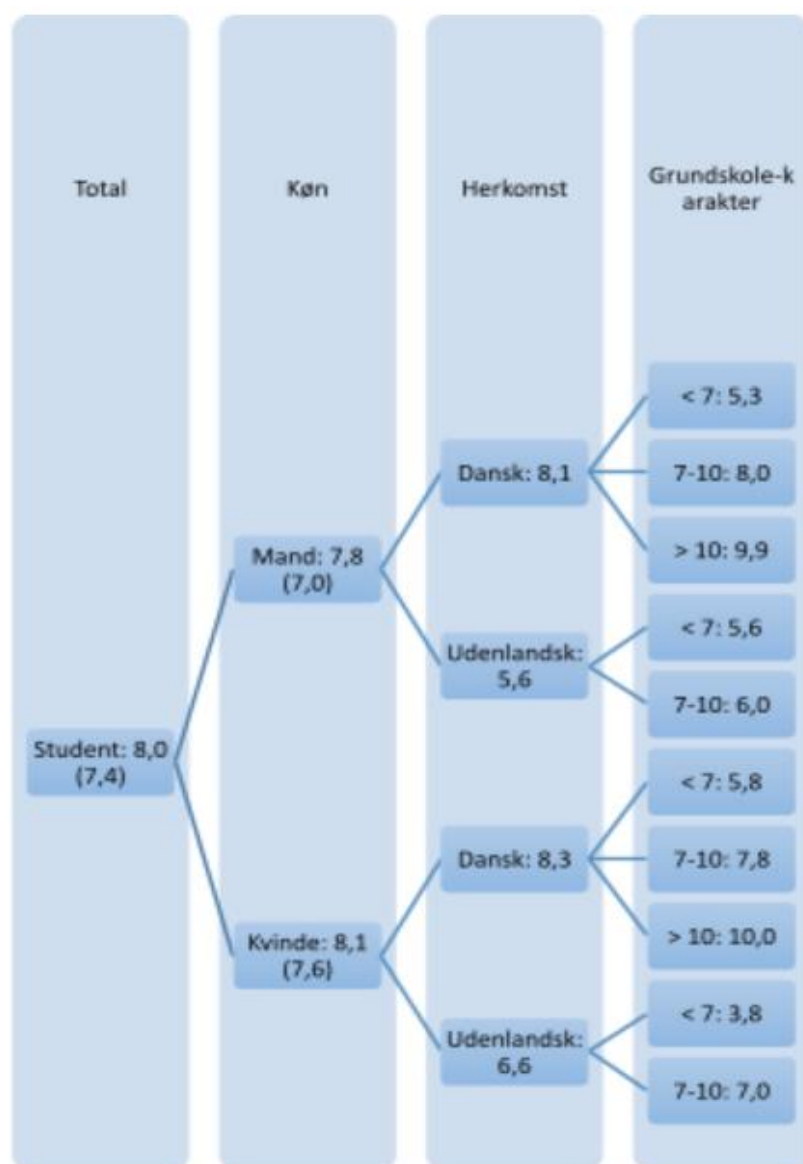 Total
Køn
Herkomst
Grundskole-k
arakter
Student: 8,0
(7,4)
Mand: 7,8
(7,0)
Kvinde: 8,1
(7,6)
Dansk: 8,1
Udenlandsk:
5,6
Dansk: 8,3
Udenlandsk:
6,6
< 7: 5,3
7-10: 8,0
> 10: 9,9
< 7: 5,6
7-10: 6,0
< 7: 5,8
7-10: 7,8
> 10: 10,0
< 7: 3,8
7-10: 7,0